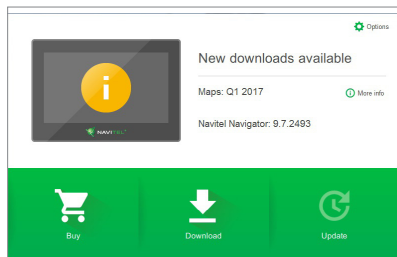 Options
New downloads available
Maps: Q1 2017
More info
NAVITEL
Navitel Navigator: 9.7.2493
Buy
Download
Update